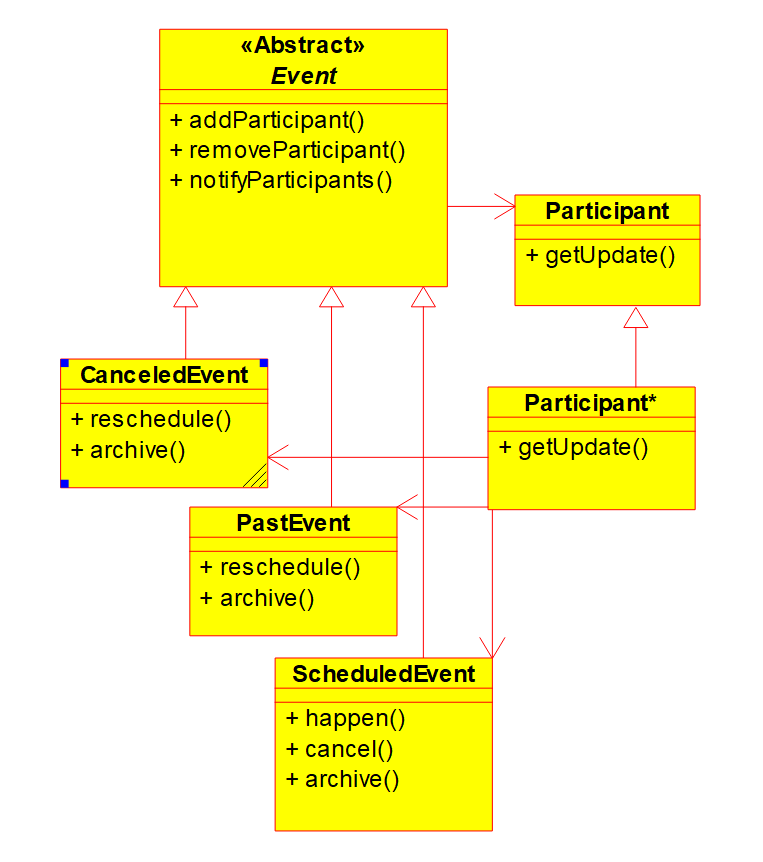 «Abstract»
Event
+ addParticipant()
+ removeParticipant()
+ notifyParticipants()
Participant
+ getUpdate()
CanceledEvent
+ reschedule()
+ archive()
Participant*
+ getUpdate()
PastEvent
+ reschedule()
+ archive()
ScheduledEvent
+ happen()
+ cancel()
+ archive()